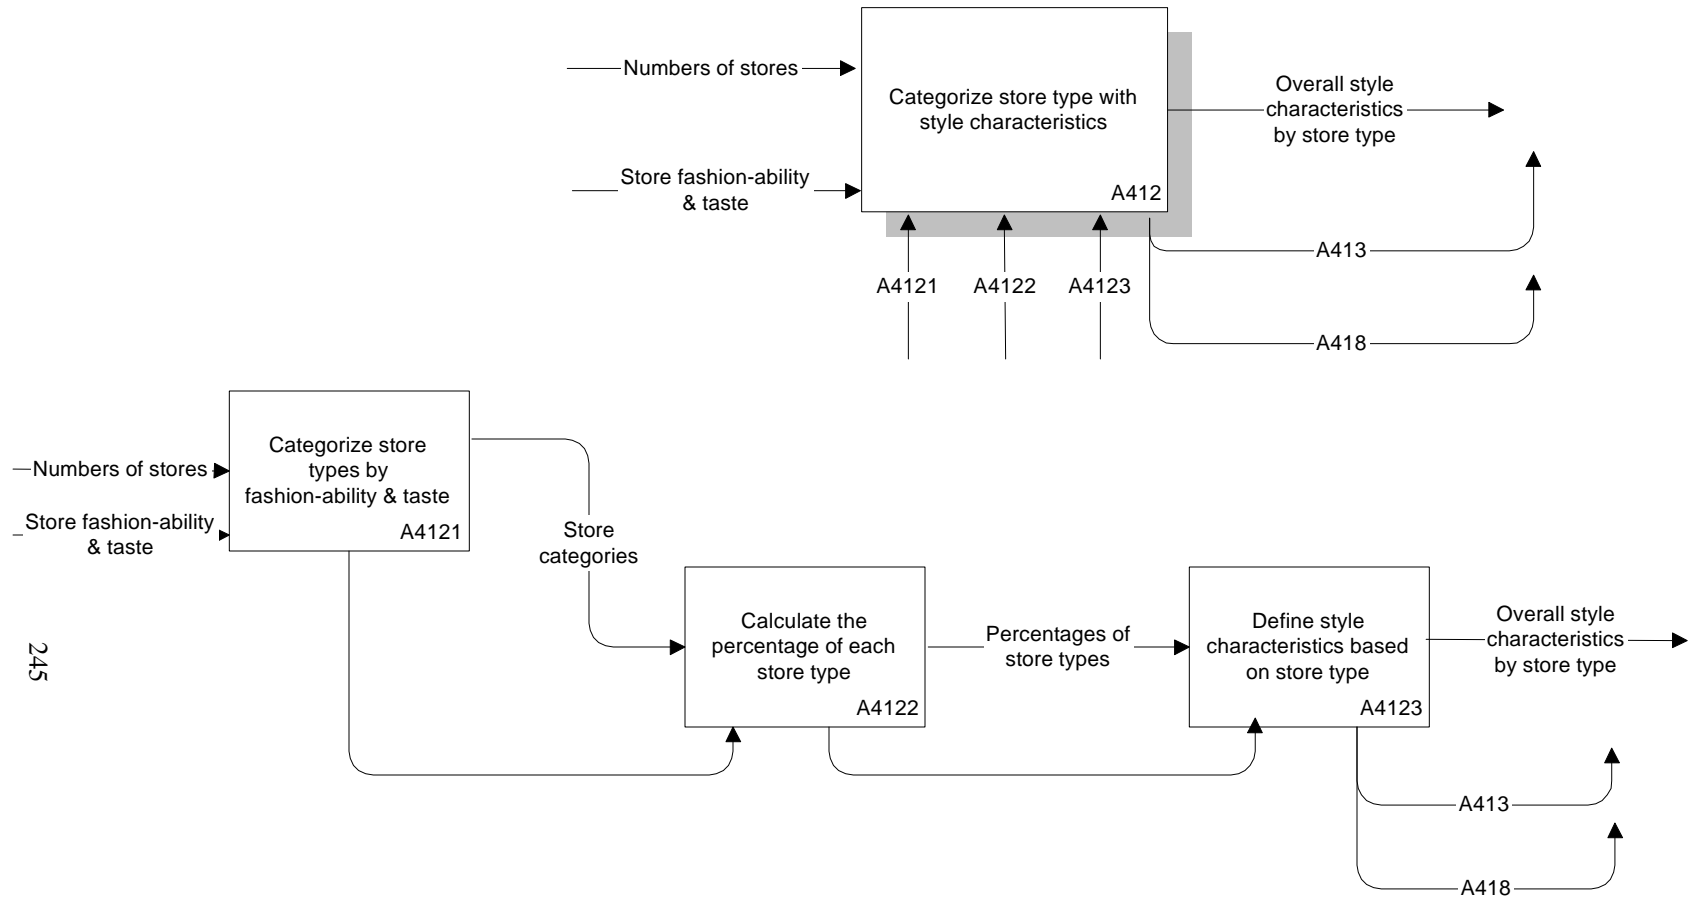 Numbers of stores
Store fashion-ability
& taste
Categorize store type with
style characteristics
A412
Overall style
characteristics
by store type
A4121
A4122
A4123
A413
A418
Numbers of stores
Store fashion-ability
& taste
Categorize store
types by
fashion-ability & taste
A4121
Store
categories
Calculate the
percentage of each
store type
A4122
Percentages of
store types
Define style
characteristics based
on store type
A4123
Overall style
characteristics
by store type
A413
A418
245